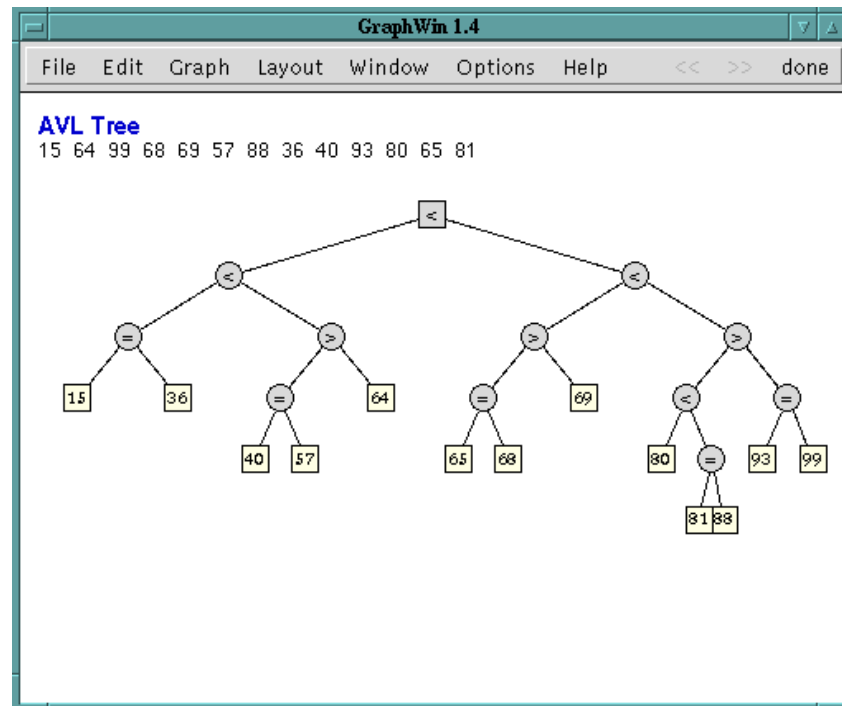 GraphWin 1.4
File Edit Graph Layout Window Options Help << >> done
AVL Tree
15 64 99 68 69 57 88 36 40 93 80 65 81
<
< <
= > > >
15 36 = 64 = 69 < =
40 57 65 68 80 = 93 99
81 88